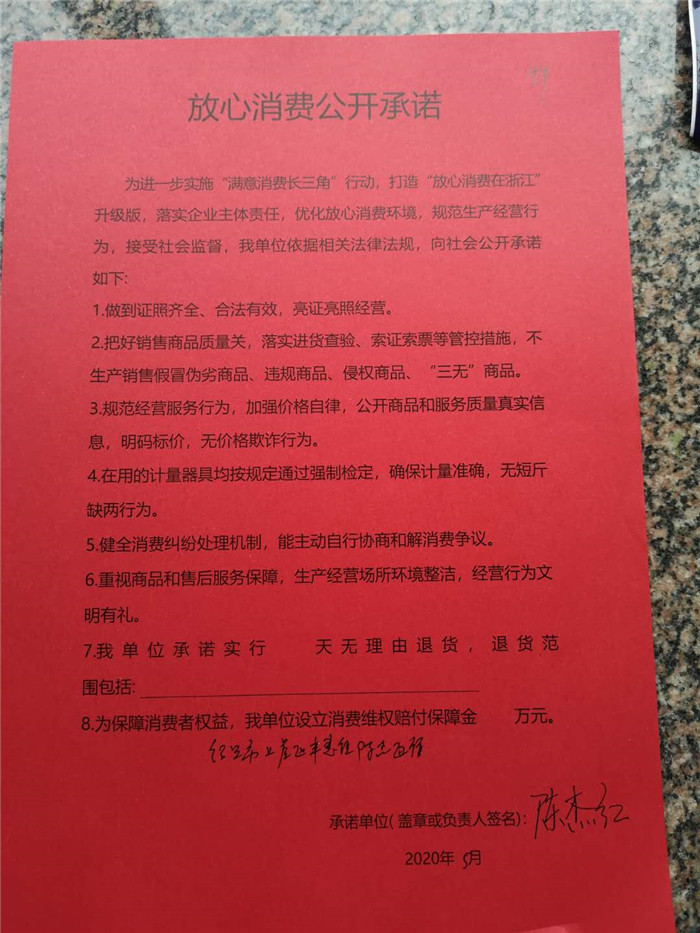 放心消费公开承诺
为进一步实施“满意消费长三角”行动，打造“放心消费在浙江”
升级版，落实企业主体责任，优化放心消费环境，规范生产经营行
为，接受社会监督，我单位依据相关法律法规，向社会公开承诺
如下：
1.做到证照齐全、合法有效，亮证亮照经营。
2.把好销售商品质量关，落实进货查验、索证索票等管控措施，不
生产销售假冒伪劣商品、违规商品、侵权商品、“三无”商品。
3.规范经营服务行为，加强价格自律，公开商品和服务质量真实信
息，明码标价，无价格欺诈行为。
4.在用的计量器具均按规定通过强制检定，确保计量准确，无短斤
缺两行为。
5.健全消费纠纷处理机制，能主动自行协商和解消费争议。
6.重视商品和售后服务保障，生产经营场所环境整洁，经营行为文
明有礼。
7.我单位承诺实行 天无理由退货，退货范
围包括:
8.为保障消费者权益，我单位设立消费维权赔付保障金 万元。
承诺单位(盖章或负责人签名): 陈杰红
2020年 5月